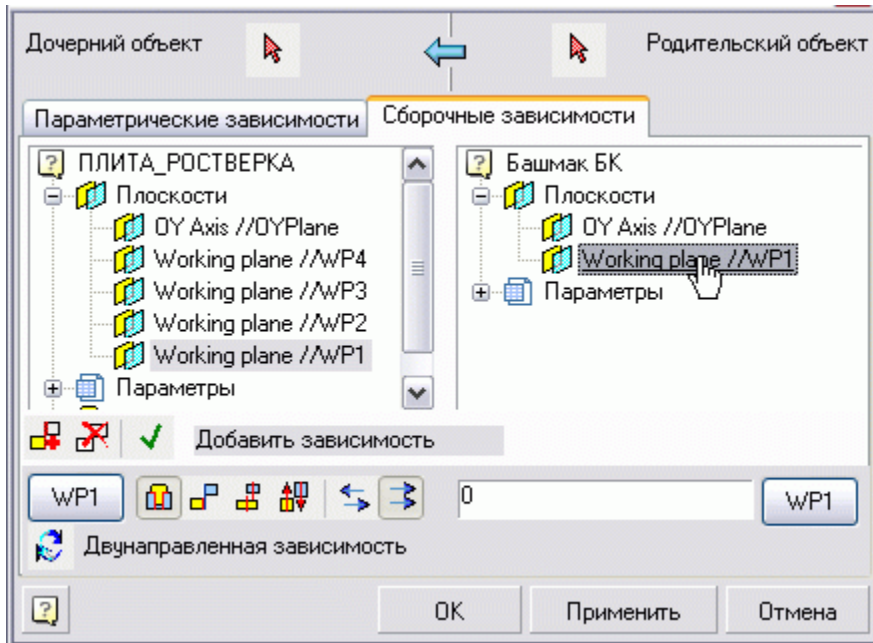 Дочерний объект Родительский объект
Параметрические зависимости Сборочные зависимости
ПЛИТА_РОСТВЕРКА
Плоскости
OY Axis //OYPlane
Working plane //WP4
Working plane //WP3
Working plane //WP2
Working plane //WP1
Параметры
Башмак БК
Плоскости
OY Axis //OYPlane
Working plane //WP1
Параметры
Добавить зависимость
WP1 0 WP1
Двунаправленная зависимость
OK Применить Отмена